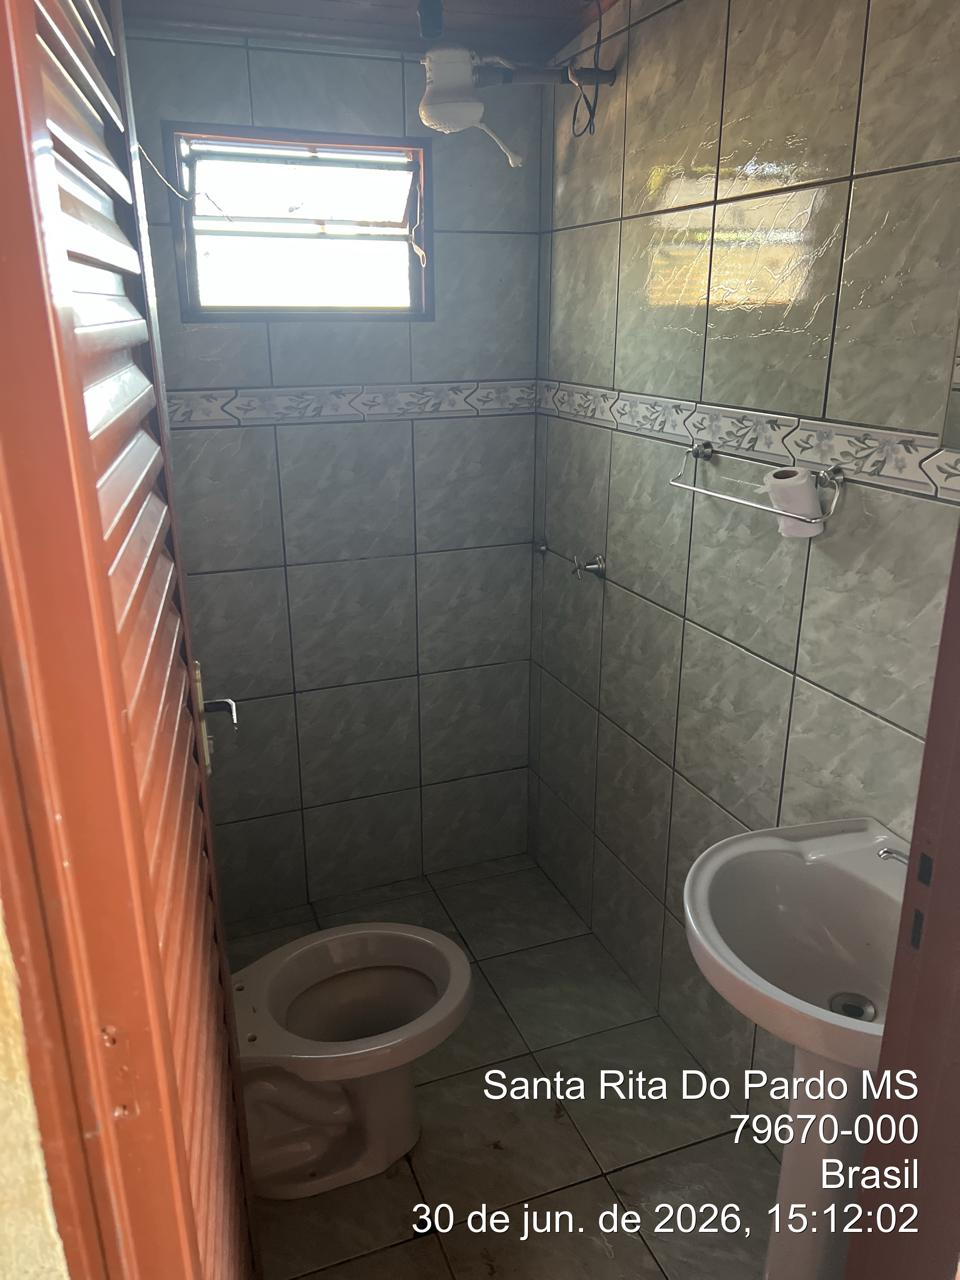 Santa Rita Do Pardo MS
79670-000
Brasil
30 de jun. de 2026, 15:12:02